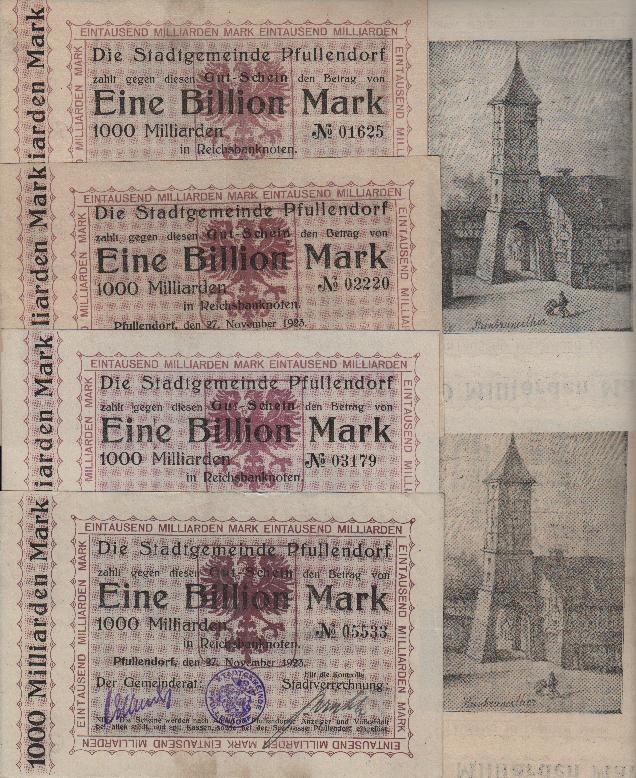 1000 Milliarden Mark
EINTAUSEND MILLIARDEN MARK EINTAUSEND MILLIARDEN
Die Stadtgemeinde Pfullendorf
zahlt gegen diesen Gut-Schein den Betrag von
Eine Billion Mark
1000 Milliarden № 01625
in Reichsbanknoten.
EINTAUSEND MILLIARDEN MARK EINTAUSEND MILLIARDEN
Die Stadtgemeinde Pfullendorf
zahlt gegen diesen Gut-Schein den Betrag von
Eine Billion Mark
1000 Milliarden № 02220
in Reichsbanknoten.
Pfullendorf, den 27. November 1923.
EINTAUSEND MILLIARDEN MARK EINTAUSEND MILLIARDEN
Die Stadtgemeinde Pfullendorf
zahlt gegen diesen Gut-Schein den Betrag von
Eine Billion Mark
1000 Milliarden № 03179
in Reichsbanknoten.
EINTAUSEND MILLIARDEN MARK EINTAUSEND MILLIARDEN
Die Stadtgemeinde Pfullendorf
zahlt gegen diesen Gut-Schein den Betrag von
Eine Billion Mark
1000 Milliarden № 05533
in Reichsbanknoten.
Pfullendorf, den 27. November 1923.
Der Gemeinderat: Für die Kontrolle
Stadtverrechnung:
EINTAUSEND MILLIARDEN MARK EINTAUSEND MILLIARDEN